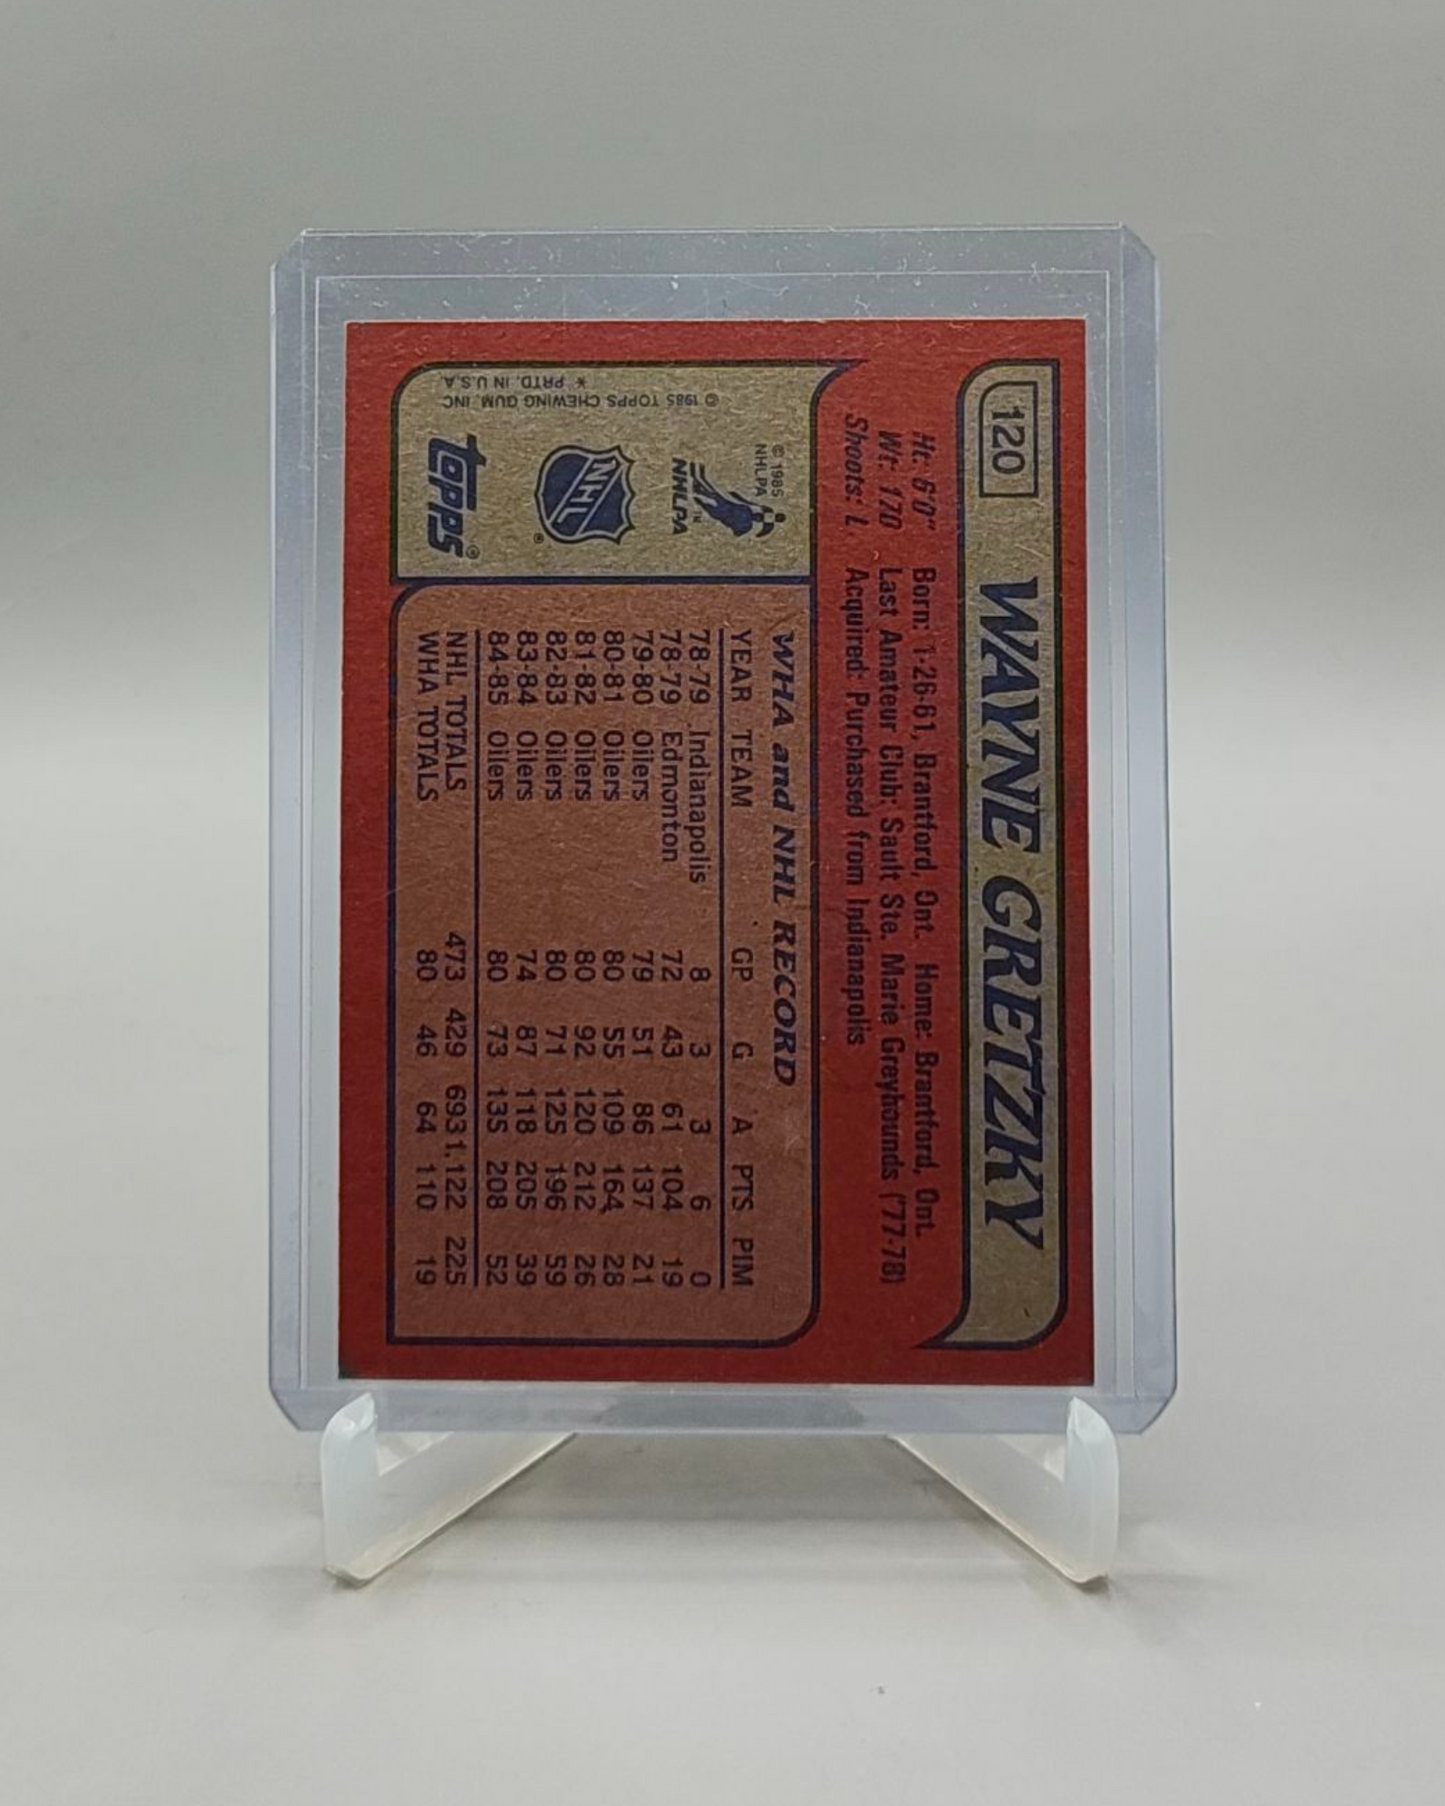 120 WAYNE GRETZKY
Ht: 6'0" Born: 1-26-61, Brantford, Ont. Home: Brantford, Ont.
Wt: 170 Last Amateur Club: Sault Ste. Marie Greyhounds ('77-78)
Shoots: L. Acquired: Purchased from Indianapolis
© 1985
NHLPA
NHLPA
TM
NHL
®
TOPPS®
© 1985 TOPPS CHEWING GUM, INC
* PRTD. IN U.S.A.
WHA and NHL RECORD
YEAR TEAM GP G A PTS PIM
78-79 Indianapolis 8 3 3 6 0
78-79 Edmonton 72 43 61 104 19
79-80 Oilers 79 51 86 137 21
80-81 Oilers 80 55 109 164 28
81-82 Oilers 80 92 120 212 26
82-83 Oilers 80 71 125 196 59
83-84 Oilers 74 87 118 205 39
84-85 Oilers 80 73 135 208 52
NHL TOTALS 473 429 693 1,122 225
WHA TOTALS 80 46 64 110 19